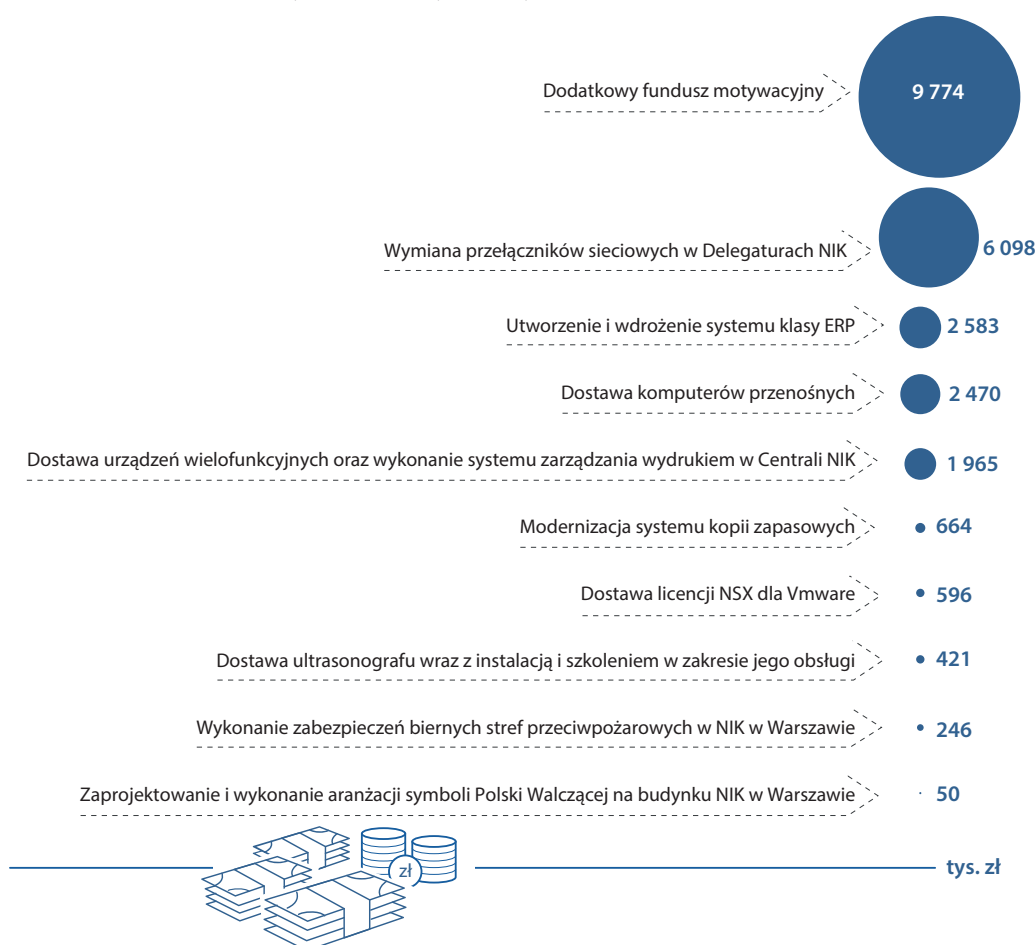 Dodatkowy fundusz motywacyjny 9 774
Wymiana przełączników sieciowych w Delegaturach NIK 6 098
Utworzenie i wdrożenie systemu klasy ERP 2 583
Dostawa komputerów przenośnych 2 470
Dostawa urządzeń wielofunkcyjnych oraz wykonanie systemu zarządzania wydrukiem w Centrali NIK 1 965
Modernizacja systemu kopii zapasowych 664
Dostawa licencji NSX dla Vmware 596
Dostawa ultrasonografu wraz z instalacją i szkoleniem w zakresie jego obsługi 421
Wykonanie zabezpieczeń biernych stref przeciwpożarowych w NIK w Warszawie 246
Zaprojektowanie i wykonanie aranżacji symboli Polski Walczącej na budynku NIK w Warszawie 50
zł tys. zł